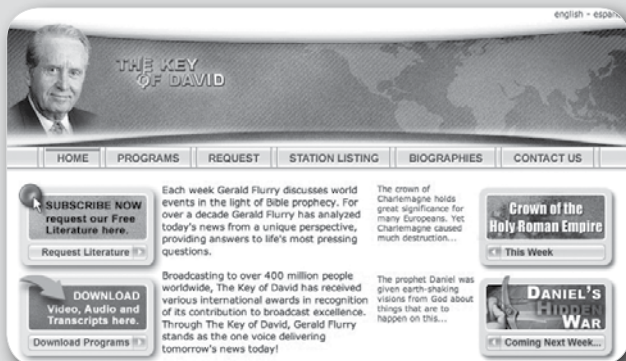 english - españ
THE KEY
OF DAVID
HOME PROGRAMS REQUEST STATION LISTING BIOGRAPHIES CONTACT US
SUBSCRIBE NOW
request our Free
Literature here.
Request Literature
DOWNLOAD
Video, Audio and
Transcripts here.
Download Programs
Each week Gerald Flurry discusses world
events in the light of Bible prophecy. For
over a decade Gerald Flurry has analyzed
today's news from a unique perspective,
providing answers to life's most pressing
questions.
Broadcasting to over 400 million people
worldwide, The Key of David has received
various international awards in recognition
of its contribution to broadcast excellence.
Through The Key of David, Gerald Flurry
stands as the one voice delivering
tomorrow's news today!
The crown of
Charlemagne holds
great significance for
many Europeans. Yet
Charlemagne caused
much destruction...
The prophet Daniel was
given earth-shaking
visions from God about
things that are to
happen on this...
Crown of the
Holy Roman Empire
This Week
DANIEL'S
HIDDEN
WAR
Coming Next Week...